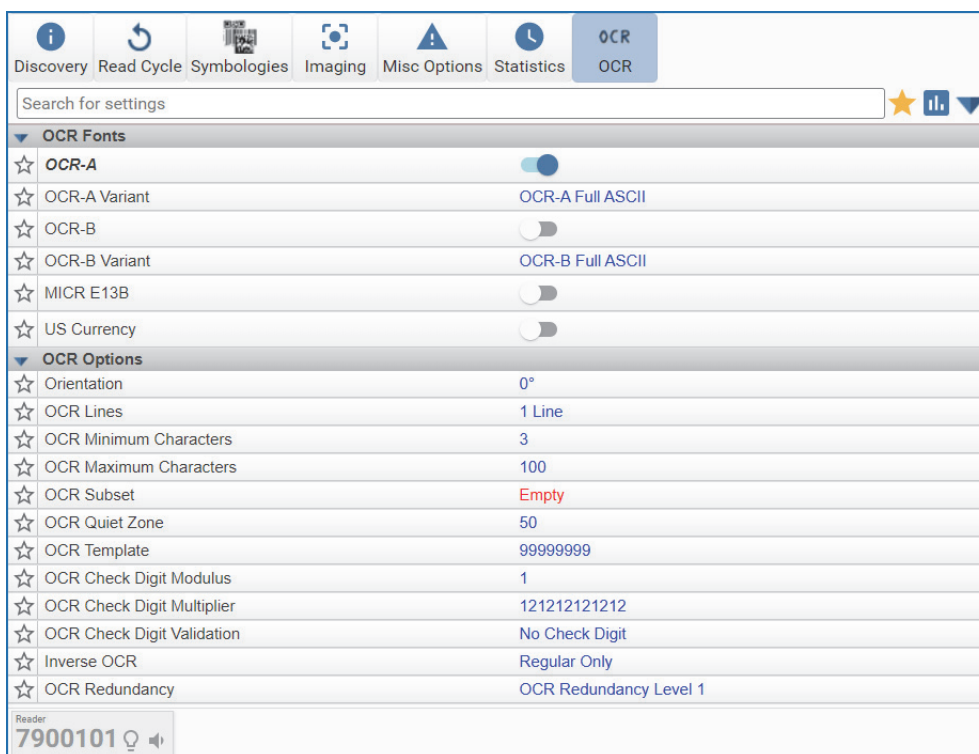 OCR
Discovery Read Cycle Symbologies Imaging Misc Options Statistics OCR
Search for settings
OCR Fonts
OCR-A
OCR-A Variant OCR-A Full ASCII
OCR-B
OCR-B Variant OCR-B Full ASCII
MICR E13B
US Currency
OCR Options
Orientation 0°
OCR Lines 1 Line
OCR Minimum Characters 3
OCR Maximum Characters 100
OCR Subset Empty
OCR Quiet Zone 50
OCR Template 99999999
OCR Check Digit Modulus 1
OCR Check Digit Multiplier 121212121212
OCR Check Digit Validation No Check Digit
Inverse OCR Regular Only
OCR Redundancy OCR Redundancy Level 1
Reader
7900101